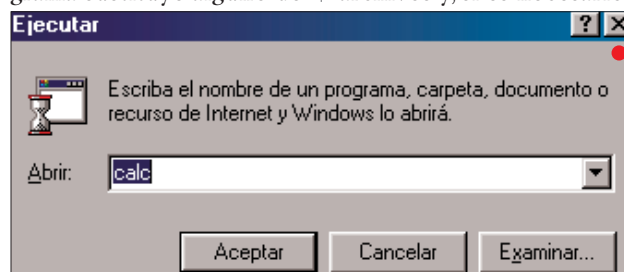 Ejecutar
Escriba el nombre de un programa, carpeta, documento o
recurso de Internet y Windows lo abrirá.
Abrir:
calc
Aceptar Cancelar Examinar...